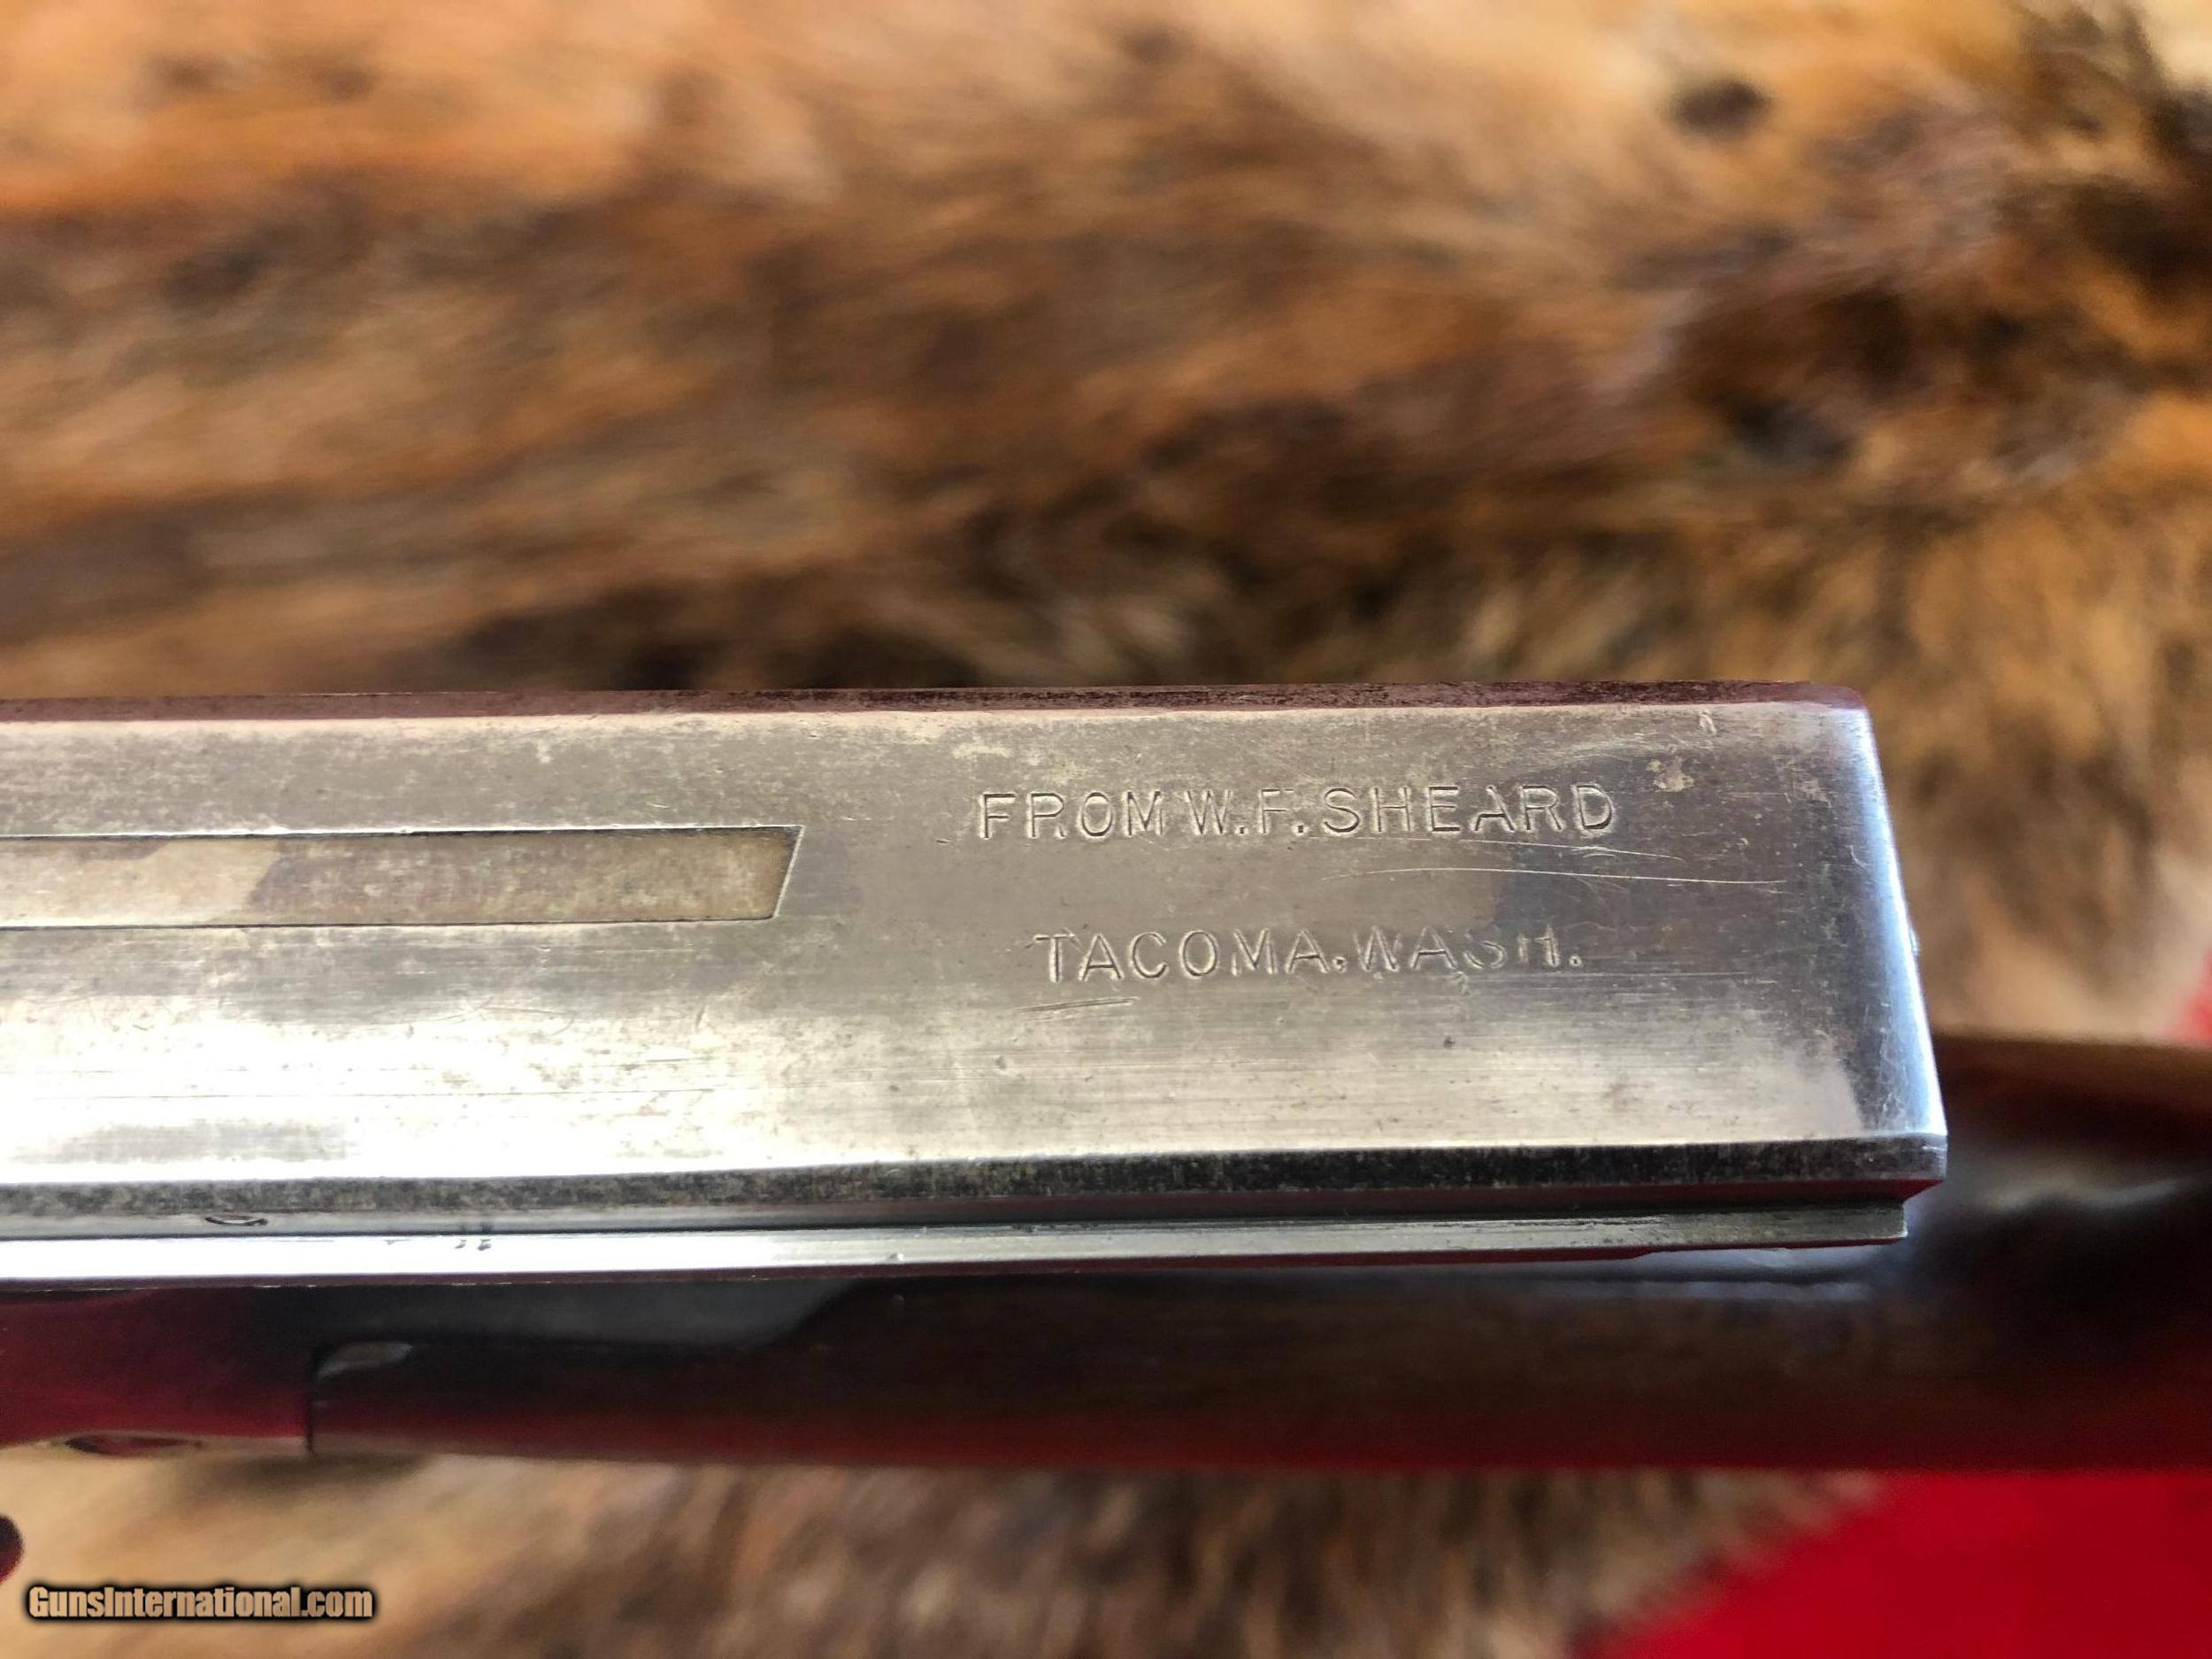 FROM W.F. SHEARD
TACOMA. WASH.
GunsInternational.com